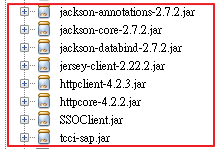 jackson-annotations-2.7.2.jar
jackson-core-2.7.2.jar
jackson-databind-2.7.2.jar
jersey-client-2.22.2.jar
httpclient-4.2.3.jar
httpcore-4.2.2.jar
SSOClient.jar
tcci-sap.jar